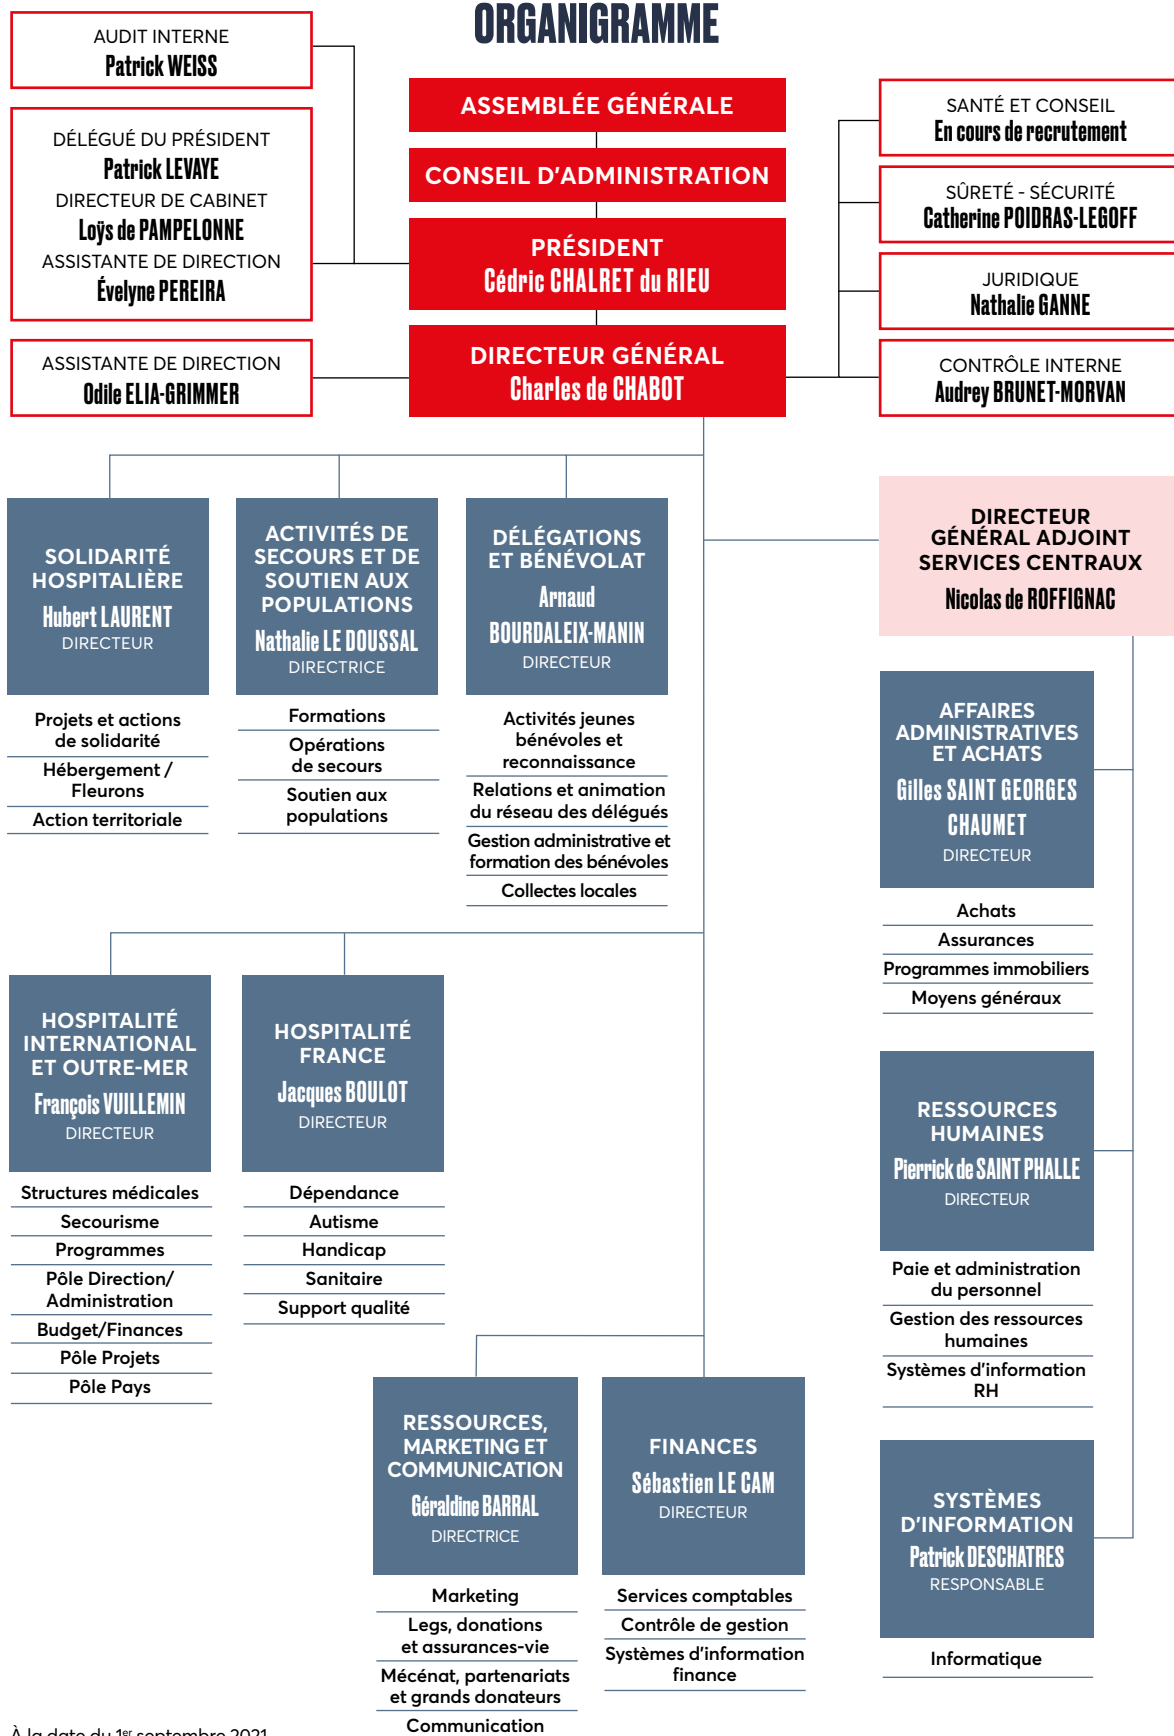 ORGANIGRAMME
AUDIT INTERNE
Patrick WEISS
DÉLÉGUÉ DU PRÉSIDENT
Patrick LEVAYE
DIRECTEUR DE CABINET
Loÿs de PAMPELONNE
ASSISTANTE DE DIRECTION
Évelyne PEREIRA
ASSISTANTE DE DIRECTION
Odile ELIA-GRIMMER
ASSEMBLÉE GÉNÉRALE
CONSEIL D'ADMINISTRATION
PRÉSIDENT
Cédric CHALRET du RIEU
DIRECTEUR GÉNÉRAL
Charles de CHABOT
SANTÉ ET CONSEIL
En cours de recrutement
SÛRETÉ - SÉCURITÉ
Catherine POIDRAS-LEGOFF
JURIDIQUE
Nathalie GANNE
CONTRÔLE INTERNE
Audrey BRUNET-MORVAN
SOLIDARITÉ
HOSPITALIÈRE
Hubert LAURENT
DIRECTEUR
Projets et actions
de solidarité
Hébergement /
Fleurons
Action territoriale
ACTIVITÉS DE
SECOURS ET DE
SOUTIEN AUX
POPULATIONS
Nathalie LE DOUSSAL
DIRECTRICE
Formations
Opérations
de secours
Soutien aux
populations
DÉLÉGATIONS
ET BÉNÉVOLAT
Arnaud
BOURDALEIX-MANIN
DIRECTEUR
Activités jeunes
bénévoles et
reconnaissance
Relations et animation
du réseau des délégués
Gestion administrative et
formation des bénévoles
Collectes locales
DIRECTEUR
GÉNÉRAL ADJOINT
SERVICES CENTRAUX
Nicolas de ROFFIGNAC
AFFAIRES
ADMINISTRATIVES
ET ACHATS
Gilles SAINT GEORGES
CHAUMET
DIRECTEUR
Achats
Assurances
Programmes immobiliers
Moyens généraux
HOSPITALITÉ
INTERNATIONAL
ET OUTRE-MER
François VUILLEMIN
DIRECTEUR
Structures médicales
Secourisme
Programmes
Pôle Direction/
Administration
Budget/Finances
Pôle Projets
Pôle Pays
HOSPITALITÉ
FRANCE
Jacques BOULOT
DIRECTEUR
Dépendance
Autisme
Handicap
Sanitaire
Support qualité
RESSOURCES
HUMAINES
Pierrick de SAINT PHALLE
DIRECTEUR
Paie et administration
du personnel
Gestion des ressources
humaines
Systèmes d'information
RH
RESSOURCES,
MARKETING ET
COMMUNICATION
Géraldine BARRAL
DIRECTRICE
Marketing
Legs, donations
et assurances-vie
Mécénat, partenariats
et grands donateurs
Communication
FINANCES
Sébastien LE CAM
DIRECTEUR
Services comptables
Contrôle de gestion
Systèmes d'information
finance
SYSTÈMES
D'INFORMATION
Patrick DESCHATRES
RESPONSABLE
Informatique
À la date du 1er septembre 2021